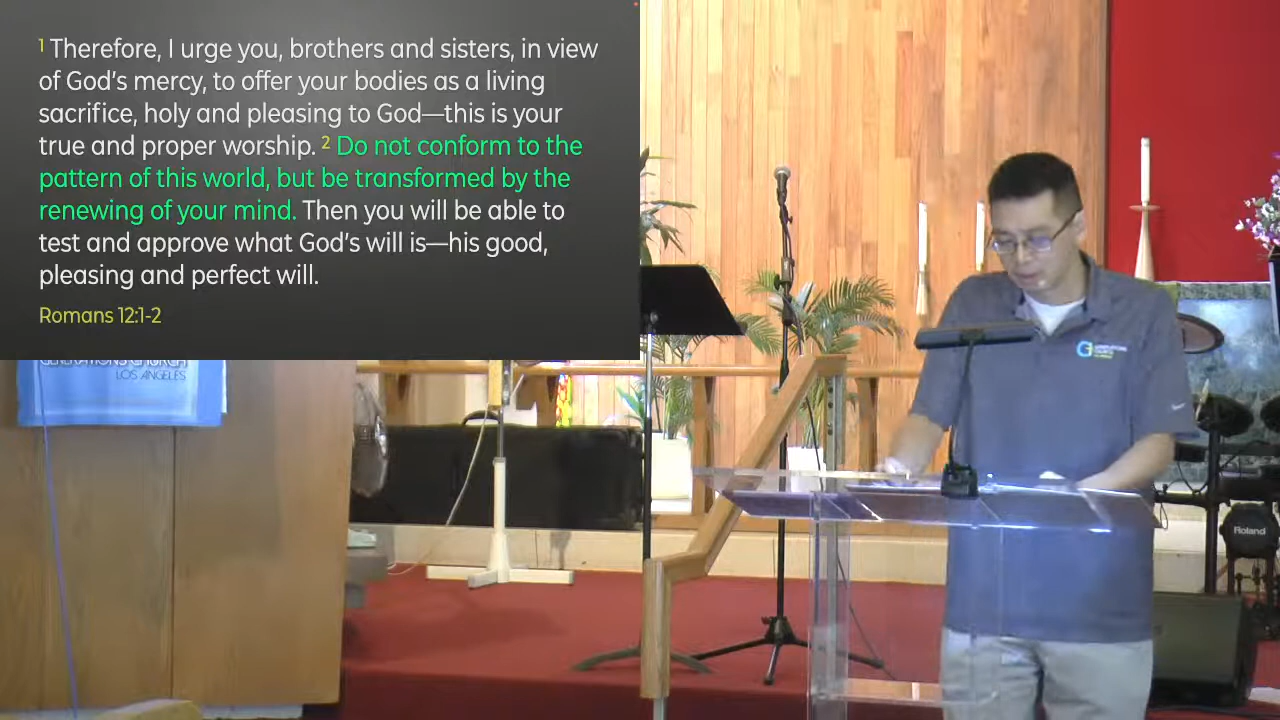 1 Therefore, I urge you, brothers and sisters, in view
of God's mercy, to offer your bodies as a living
sacrifice, holy and pleasing to God—this is your
true and proper worship. 2 Do not conform to the
pattern of this world, but be transformed by the
renewing of your mind. Then you will be able to
test and approve what God's will is—his good,
pleasing and perfect will.
Romans 12:1-2
GENERATIONS CHURCH
LOS ANGELES
Roland